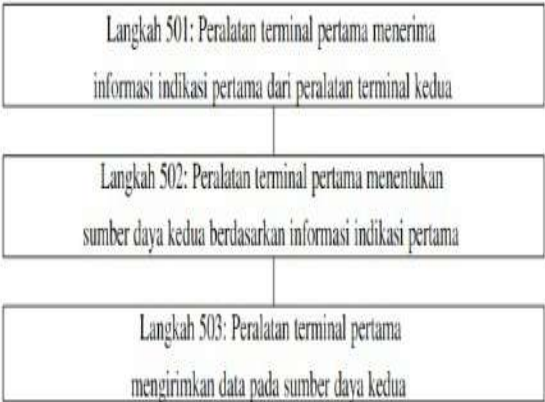 Langkah 501: Peralatan terminal pertama menerima
informasi indikasi pertama dari peralatan terminal kedua
Langkah 502: Peralatan terminal pertama menentukan
sumber daya kedua berdasarkan informasi indikasi pertama
Langkah 503: Peralatan terminal pertama
mengirimkan data pada sumber daya kedua